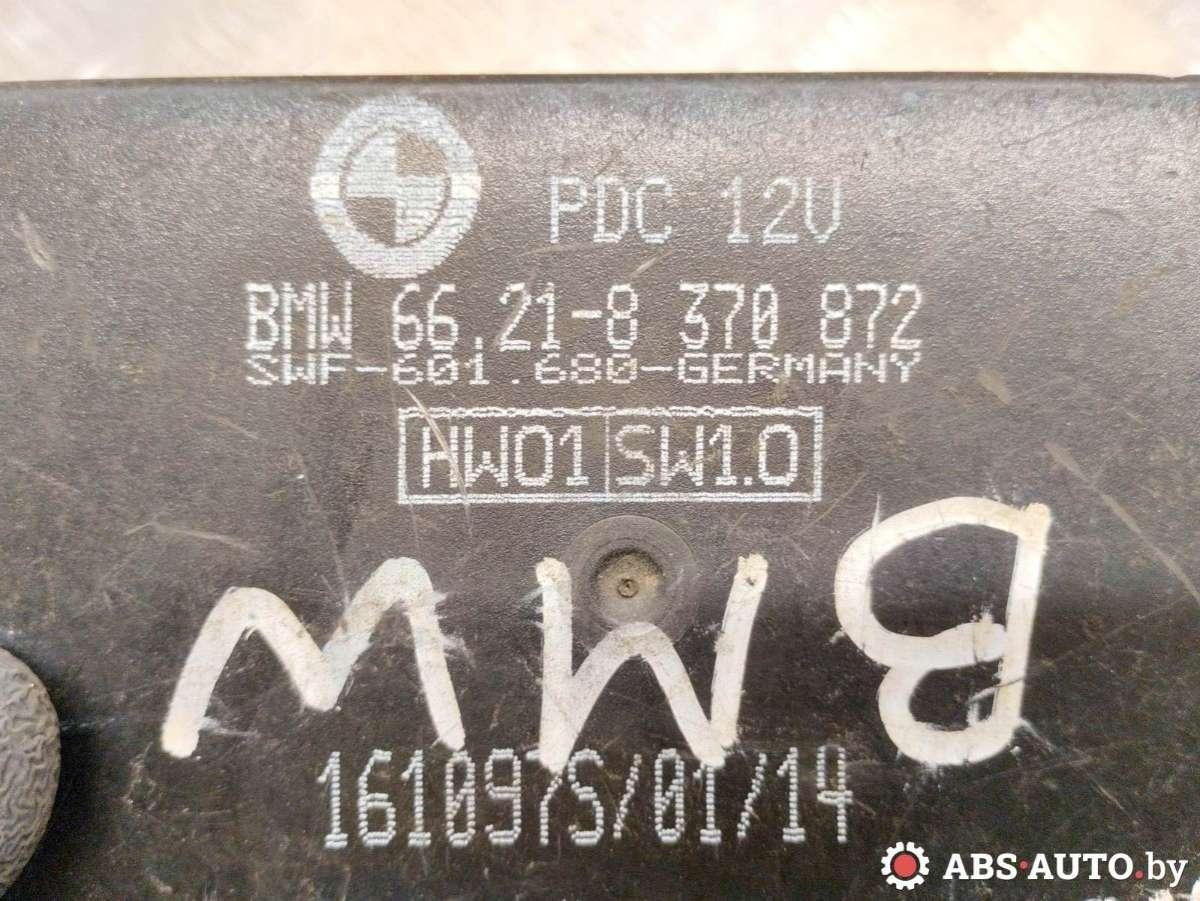 PDC 12V
BMW 66.21-8 370 872
SWF-601.680-GERMANY
HW01 SW1.0
BMW
161097S/01/14
ABS·AUTO.by